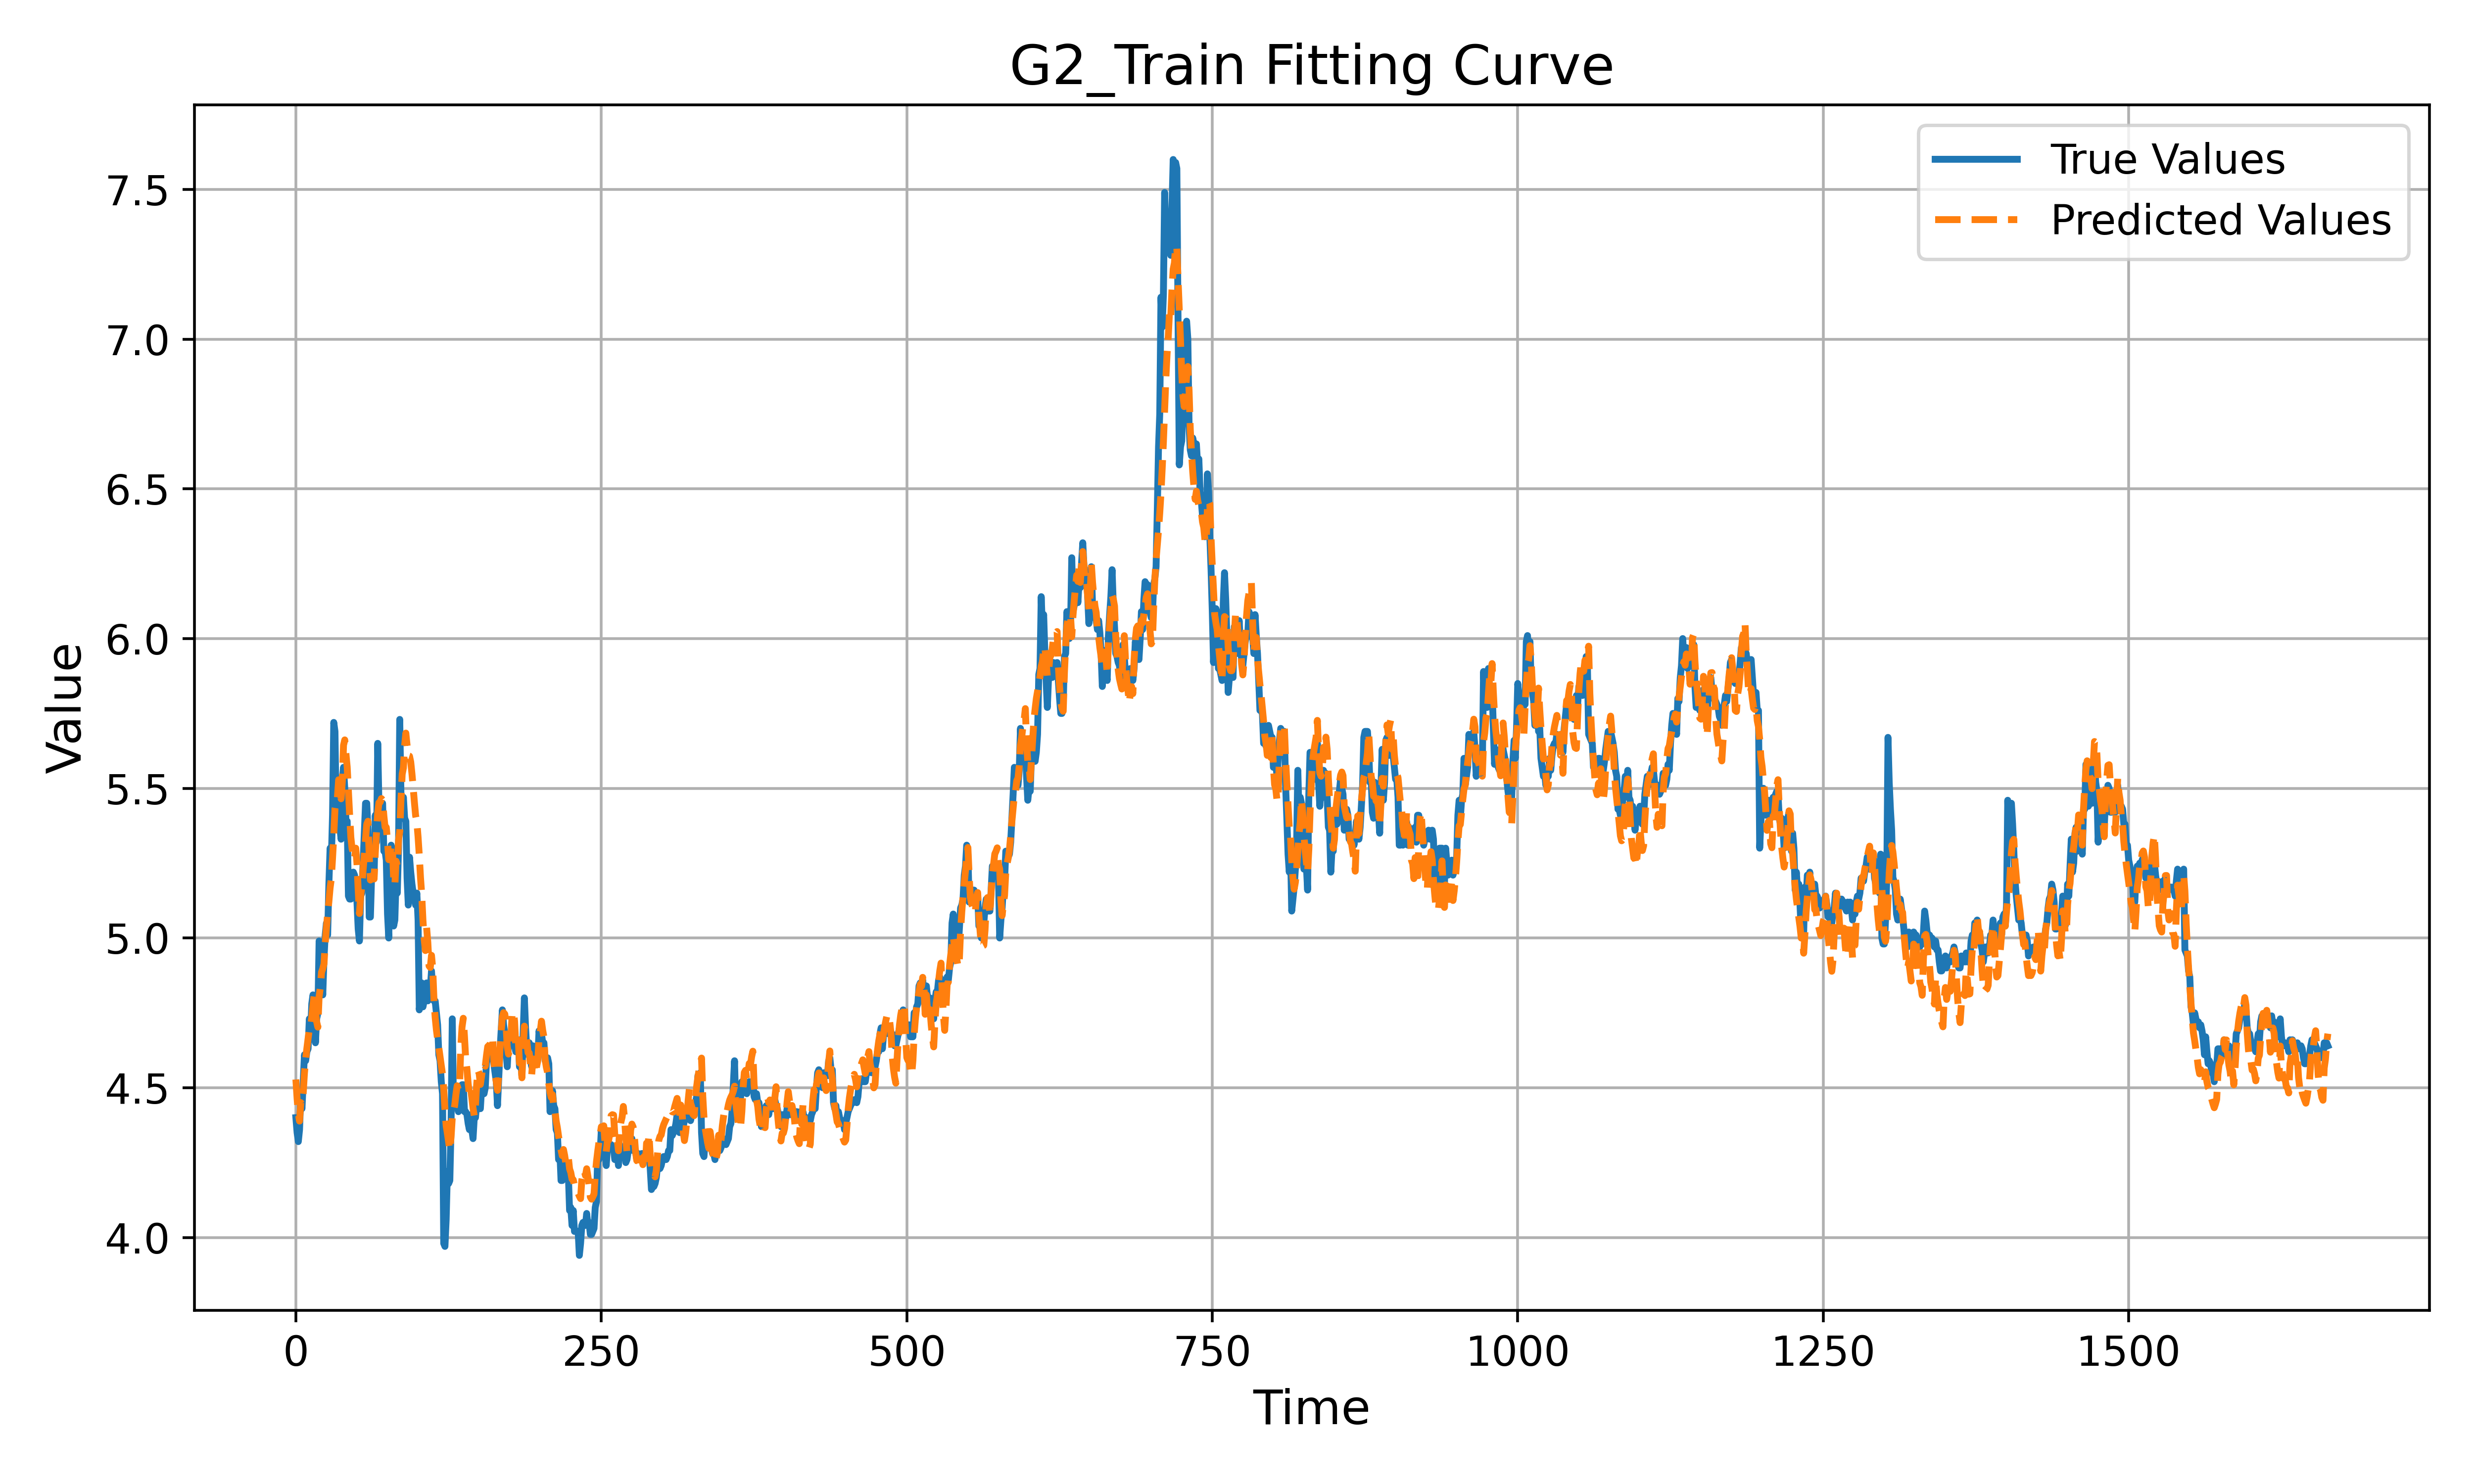 G2_Train Fitting Curve
True Values
Predicted Values
Value
7.5
7.0
6.5
6.0
5.5
5.0
4.5
4.0
0 250 500 750 1000 1250 1500
Time